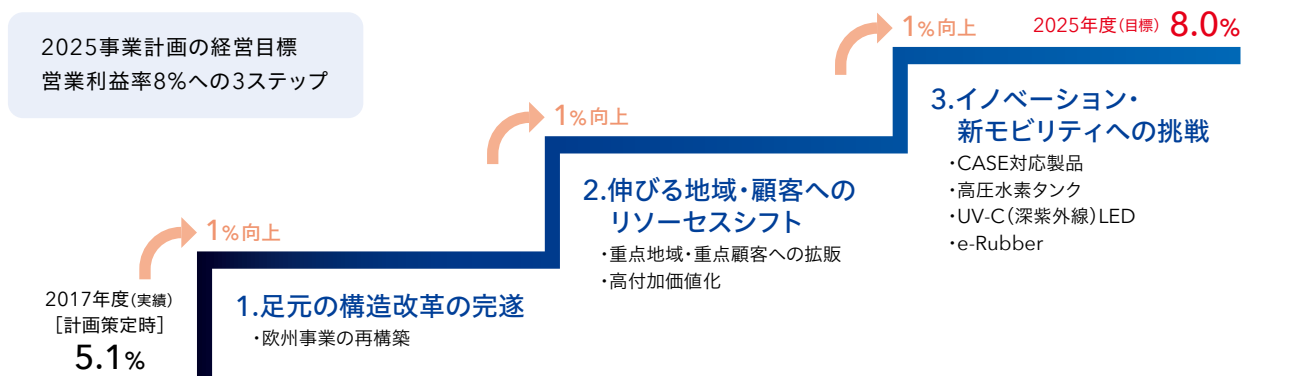 2025事業計画の経営目標
営業利益率8%への3ステップ
2017年度(実績)
[計画策定時]
5.1%
1%向上
1.足元の構造改革の完遂
・欧州事業の再構築
1%向上
2.伸びる地域・顧客への
リソーセスシフト
・重点地域・重点顧客への拡販
・高付加価値化
1%向上
2025年度(目標) 8.0%
3.イノベーション・
新モビリティへの挑戦
・CASE対応製品
・高圧水素タンク
・UV-C(深紫外線)LED
・e-Rubber